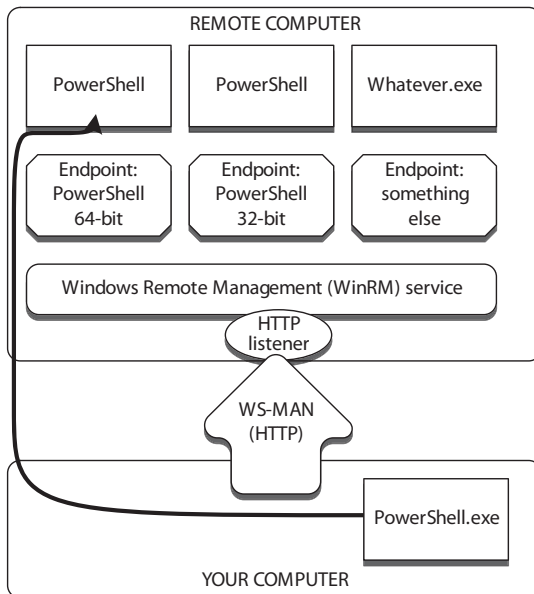 REMOTE COMPUTER
PowerShell
PowerShell
Whatever.exe
Endpoint:
PowerShell
64-bit
Endpoint:
PowerShell
32-bit
Endpoint:
something
else
Windows Remote Management (WinRM) service
HTTP
listener
WS-MAN
(HTTP)
PowerShell.exe
YOUR COMPUTER